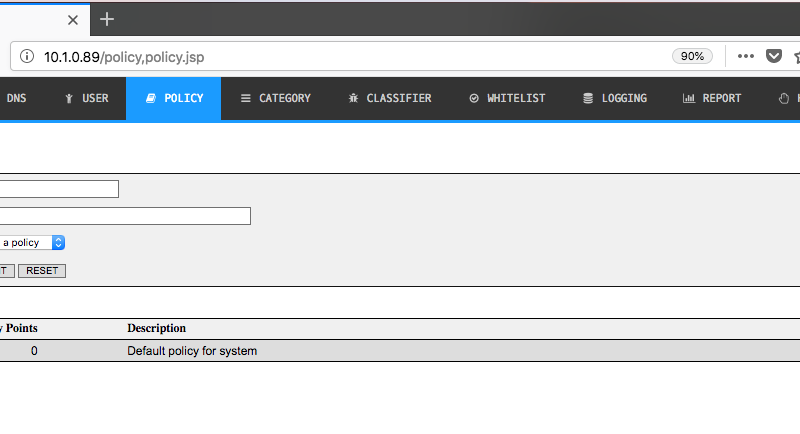 10.1.0.89/policy,policy.jsp 90%
DNS USER POLICY CATEGORY CLASSIFIER WHITELIST LOGGING REPORT
a policy
RESET
Points Description
0 Default policy for system